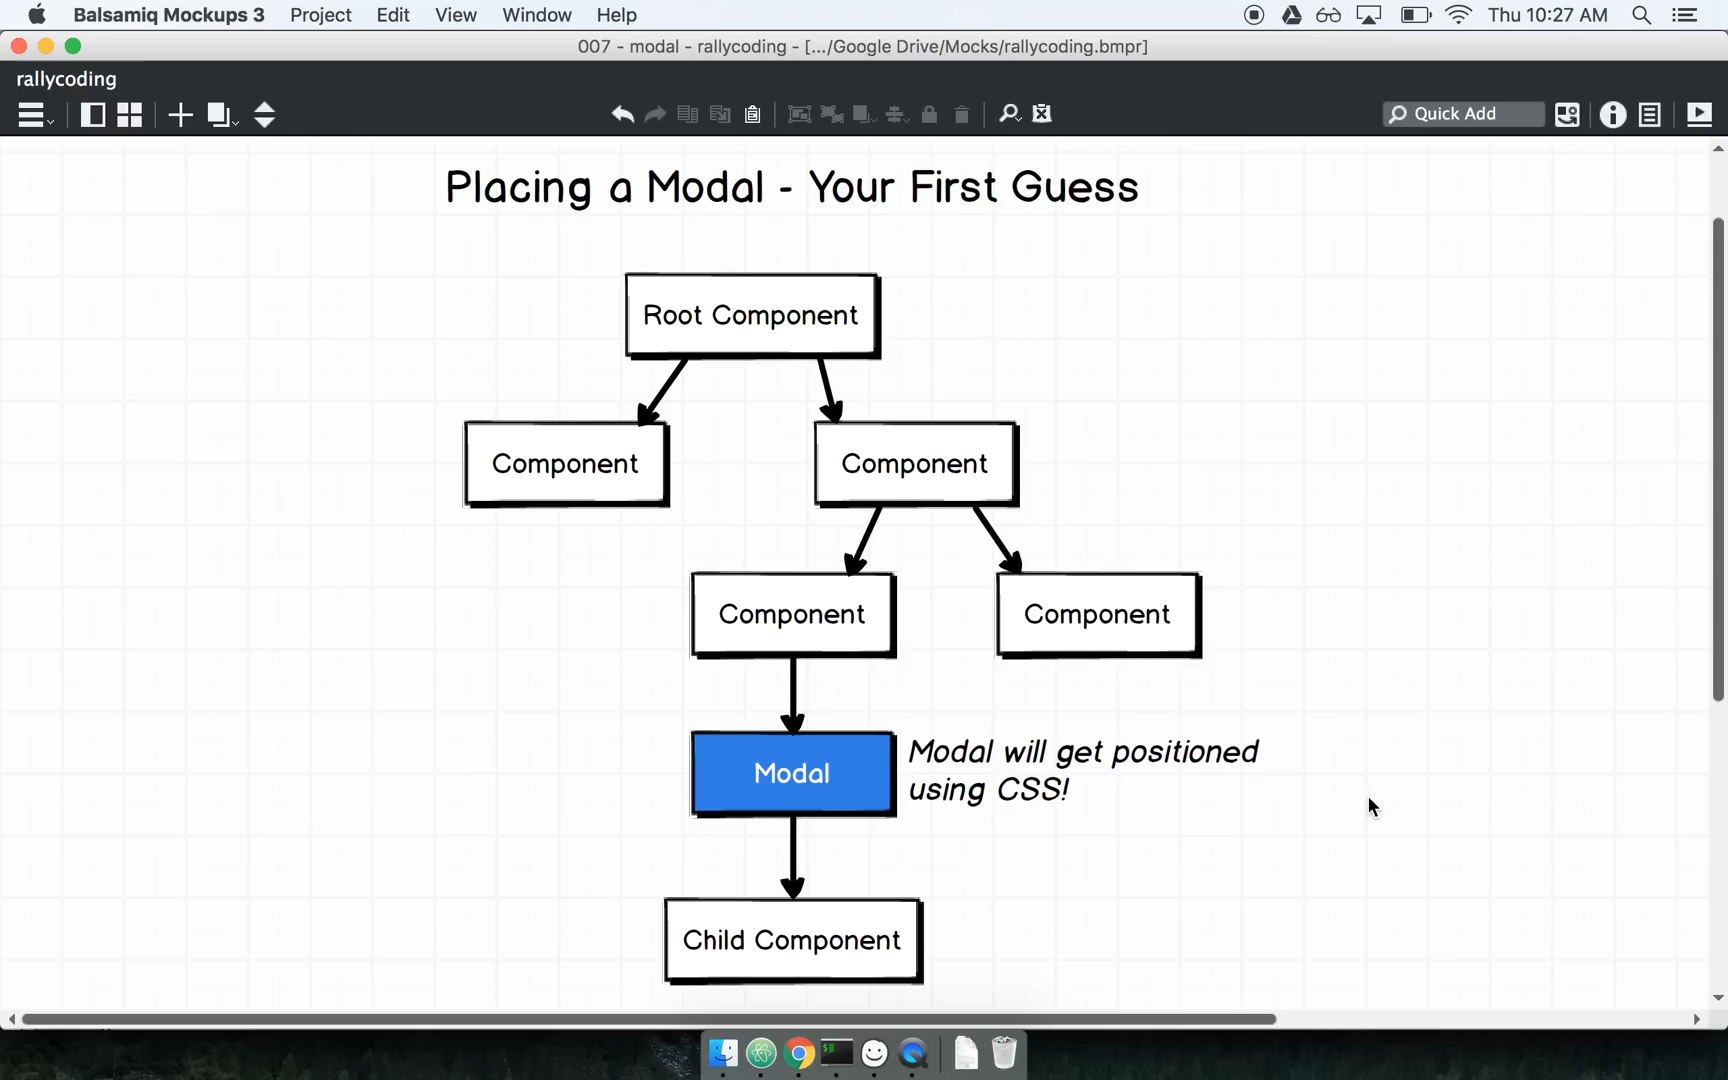 Balsamiq Mockups 3 Project Edit View Window Help Thu 10:27 AM
007 - modal - rallycoding - [.../Google Drive/Mocks/rallycoding.bmpr]
rallycoding
Quick Add
Placing a Modal - Your First Guess
Root Component
Component Component
Component Component
Modal
Modal will get positioned
using CSS!
Child Component